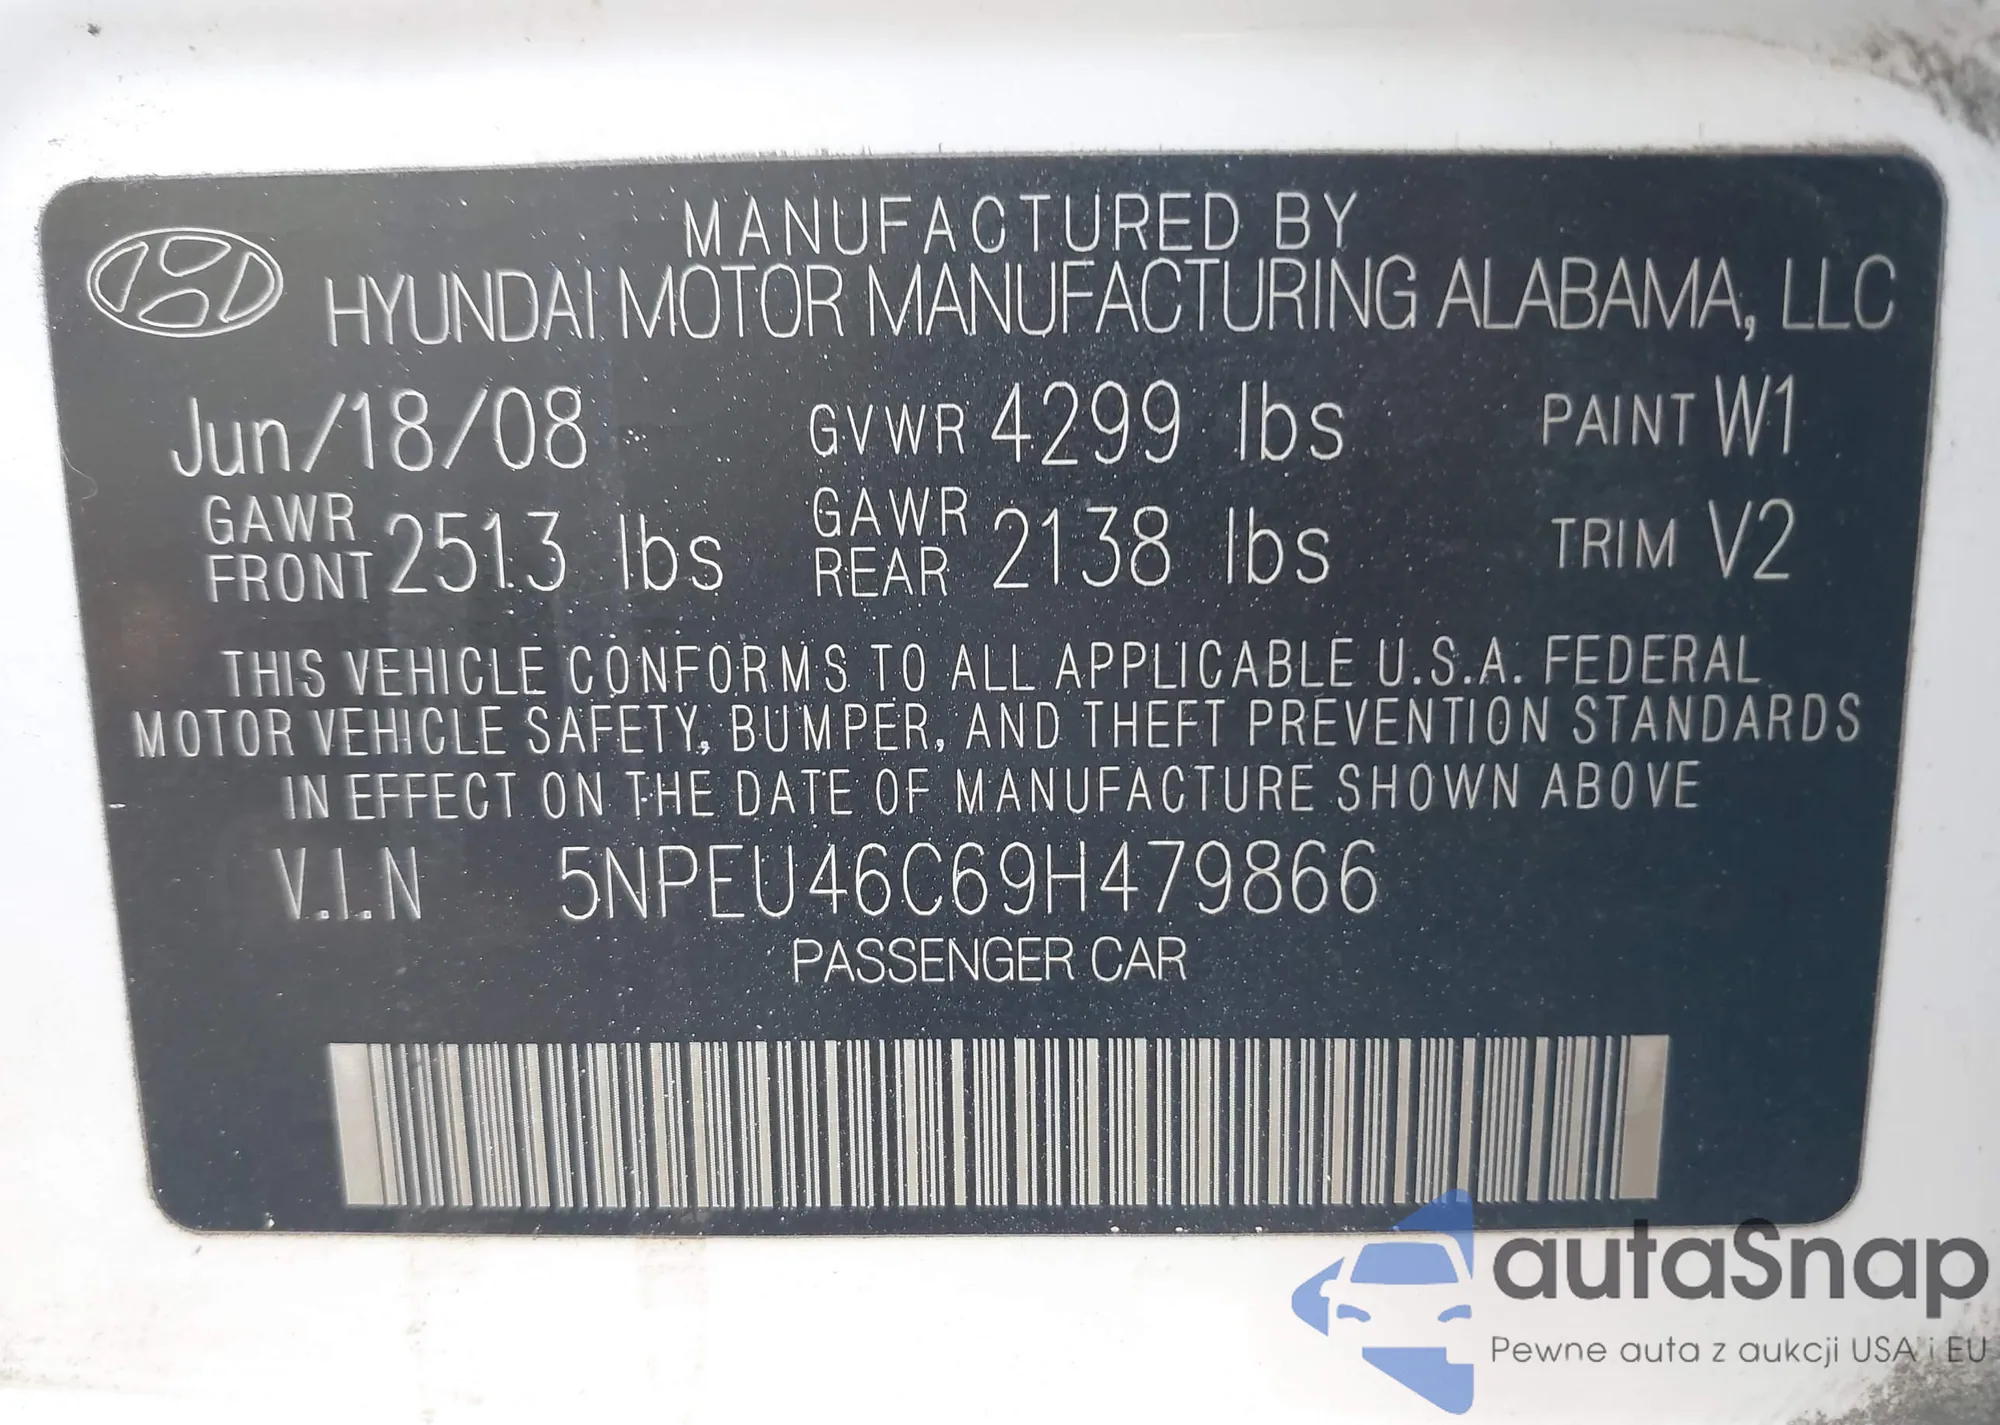 MANUFACTURED BY
HYUNDAI MOTOR MANUFACTURING ALABAMA, LLC
Jun/18/08 GVWR 4299 lbs PAINT W1
GAWR FRONT 2513 lbs GAWR REAR 2138 lbs TRIM V2
THIS VEHICLE CONFORMS TO ALL APPLICABLE U.S.A. FEDERAL
MOTOR VEHICLE SAFETY, BUMPER, AND THEFT PREVENTION STANDARDS
IN EFFECT ON THE DATE OF MANUFACTURE SHOWN ABOVE
V.I.N 5NPEU46C69H479866
PASSENGER CAR
autaSnap
Pewne auta z aukcji USA i EU